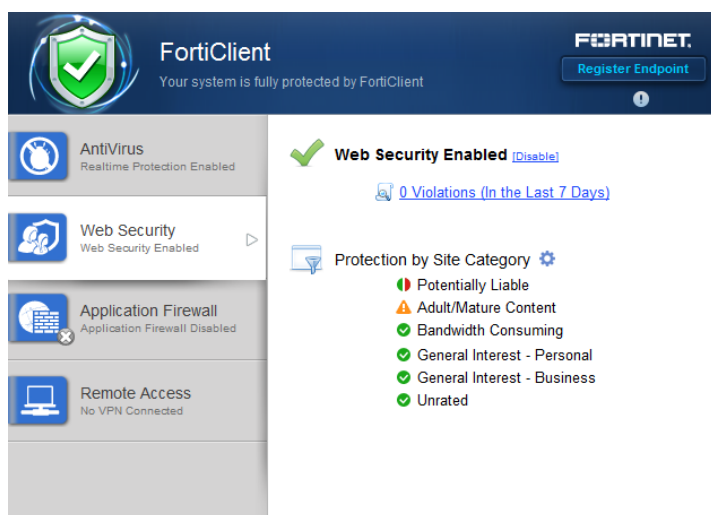 FortiClient
Your system is fully protected by FortiClient
FORTINET.
Register Endpoint
AntiVirus
Realtime Protection Enabled
Web Security
Web Security Enabled
Application Firewall
Application Firewall Disabled
Remote Access
No VPN Connected
Web Security Enabled [Disable]
0 Violations (In the Last 7 Days)
Protection by Site Category
Potentially Liable
Adult/Mature Content
Bandwidth Consuming
General Interest - Personal
General Interest - Business
Unrated